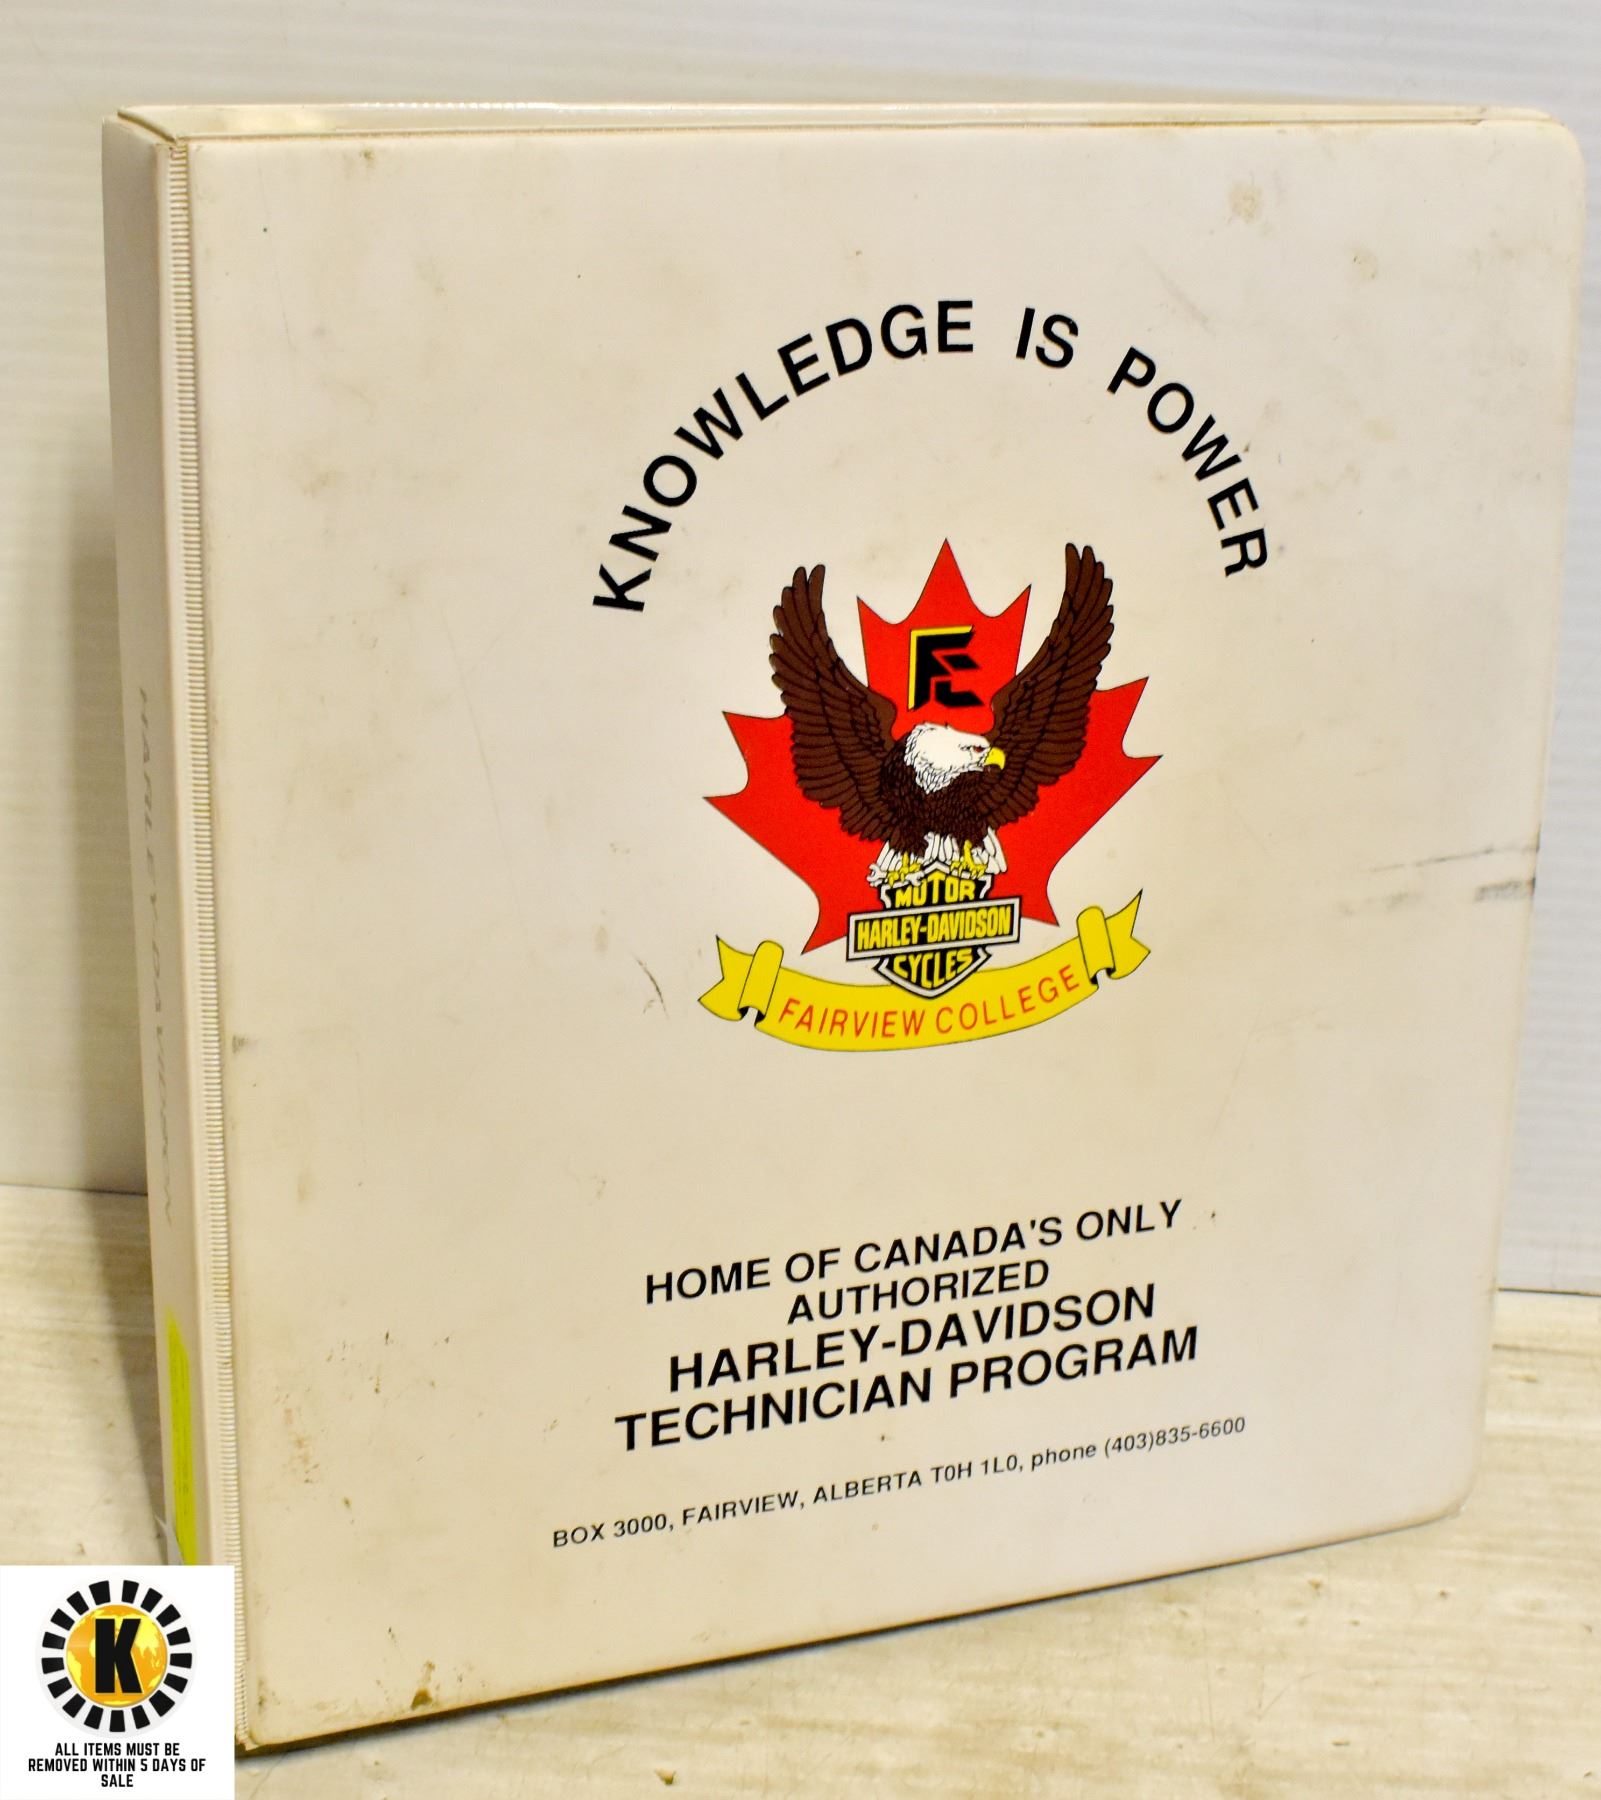 KNOWLEDGE IS POWER
FC
MOTOR
HARLEY-DAVIDSON
CYCLES
FAIRVIEW COLLEGE
HOME OF CANADA'S ONLY
AUTHORIZED
HARLEY-DAVIDSON
TECHNICIAN PROGRAM
BOX 3000, FAIRVIEW, ALBERTA T0H 1L0, phone (403)835-6600
HARLEY-DAVIDSON
K
ALL ITEMS MUST BE
REMOVED WITHIN 5 DAYS OF
SALE